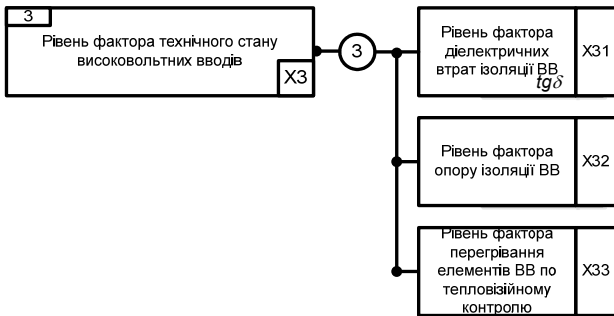 3
Рівень фактора технічного стану
високовольтних вводів
X3
3
Рівень фактора
діелектричних
втрат ізоляції ВВ
tgδ
X31
Рівень фактора
опору ізоляції ВВ
X32
Рівень фактора
перегрівання
елементів ВВ по
тепловізійному
контролю
X33